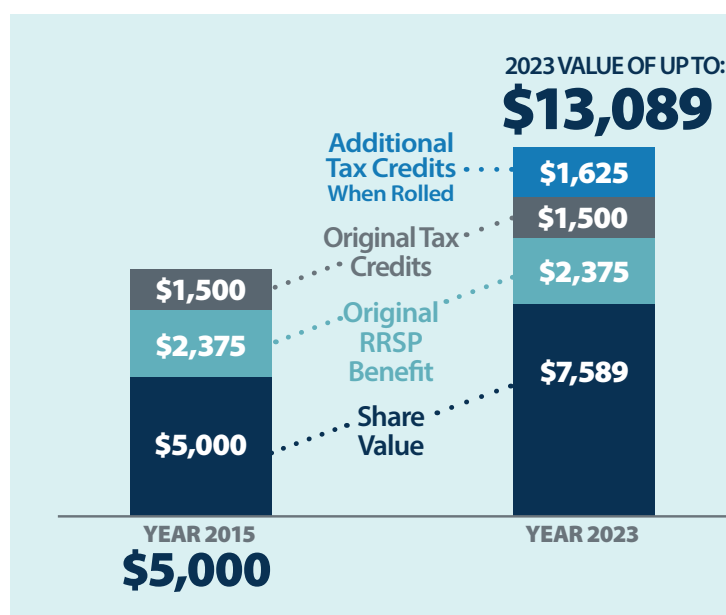 2023 VALUE OF UP TO:
$13,089
Additional
Tax Credits
When Rolled
$1,625
Original Tax
Credits
$1,500
$1,500
Original
RRSP
Benefit
$2,375
$2,375
Share
Value
$7,589
$5,000
YEAR 2015
$5,000
YEAR 2023